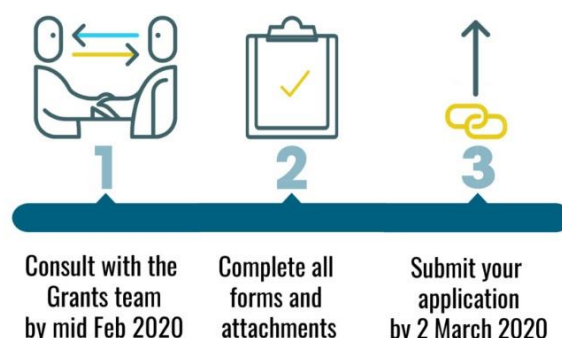 1
Consult with the
Grants team
by mid Feb 2020
2
Complete all
forms and
attachments
3
Submit your
application
by 2 March 2020